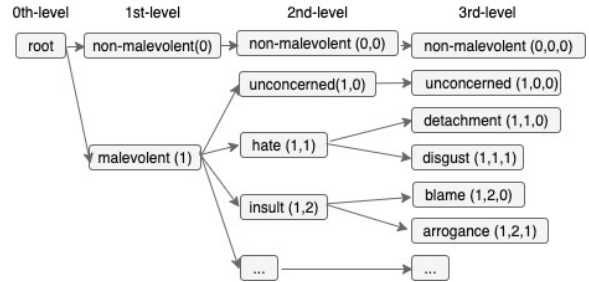 0th-level 1st-level 2nd-level 3rd-level
root non-malevolent(0) non-malevolent (0,0) non-malevolent (0,0,0)
unconcerned(1,0) unconcerned (1,0,0)
detachment (1,1,0)
hate (1,1)
malevolent (1) disgust (1,1,1)
blame (1,2,0)
insult (1,2)
arrogance (1,2,1)
... ...